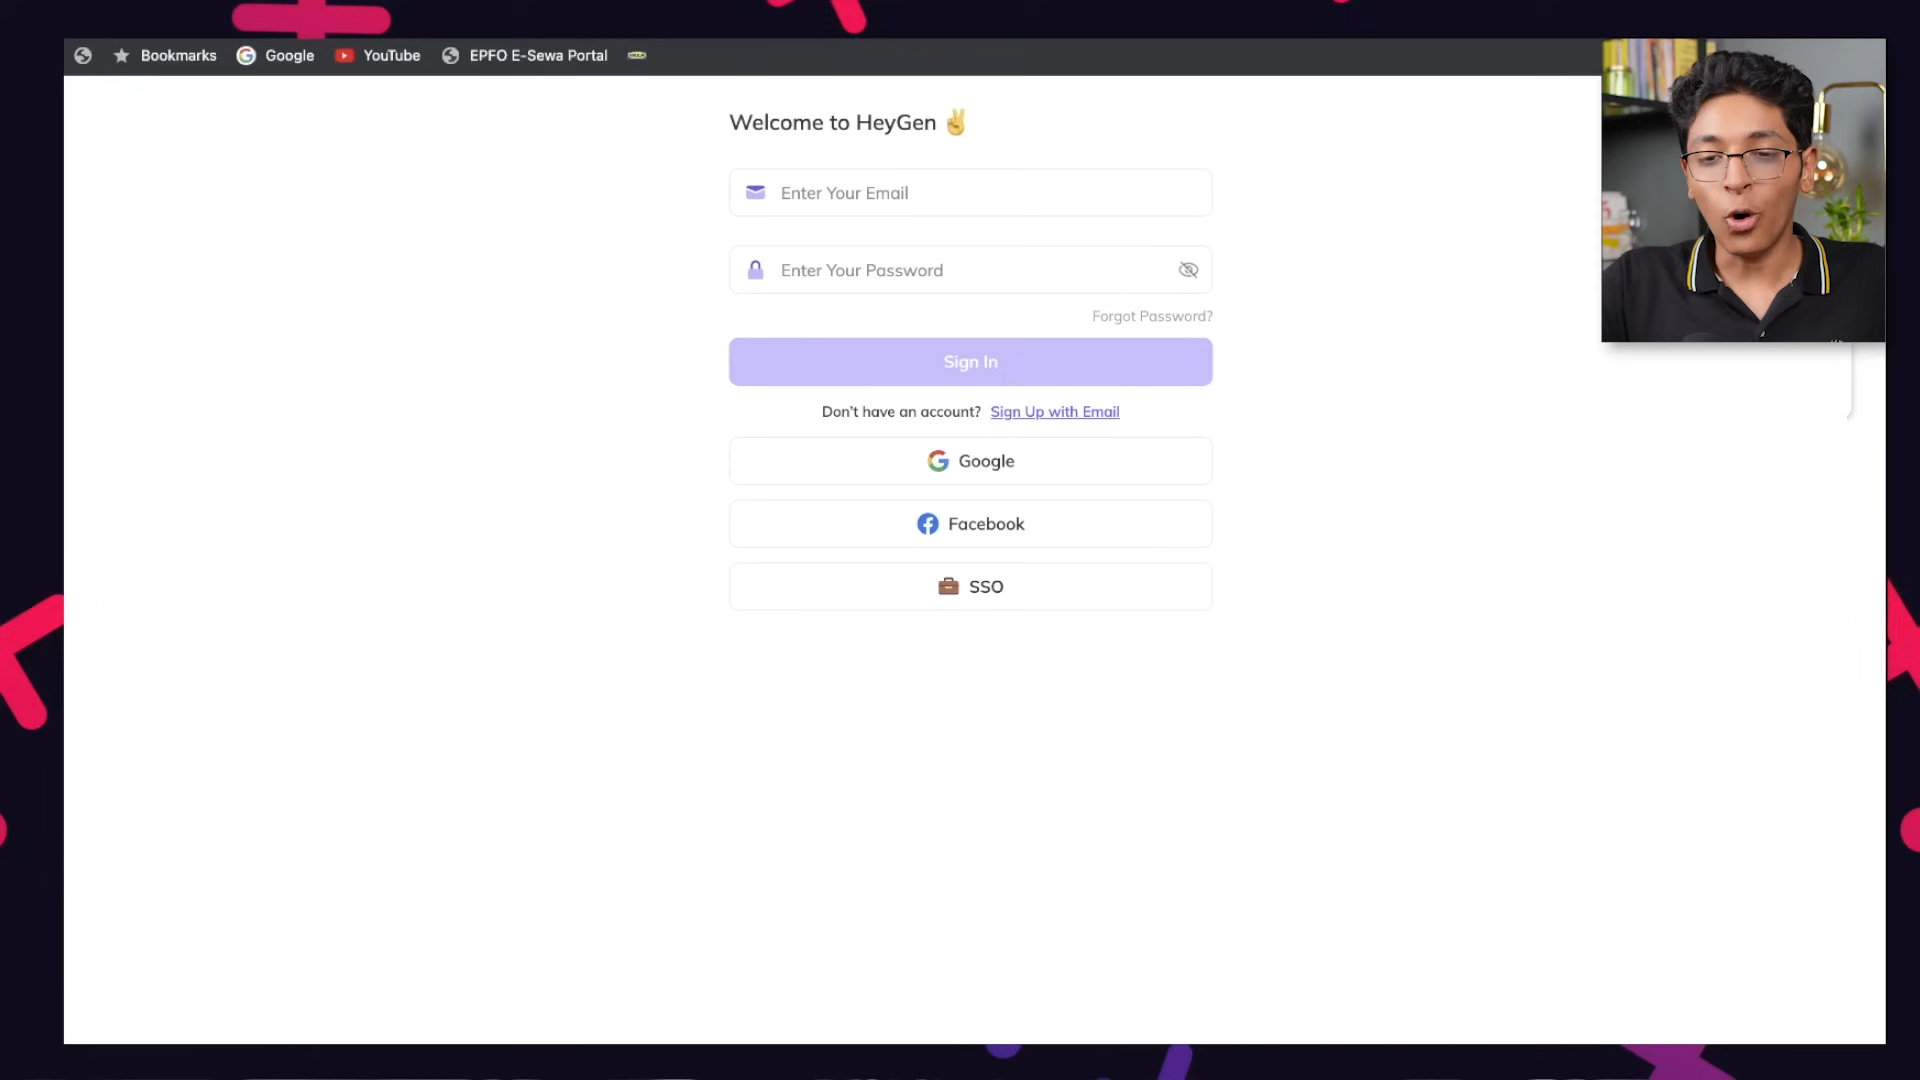 Bookmarks Google YouTube EPFO E-Sewa Portal
Welcome to HeyGen ✌
Enter Your Email
Enter Your Password
Forgot Password?
Sign In
Don't have an account? Sign Up with Email
Google
Facebook
SSO